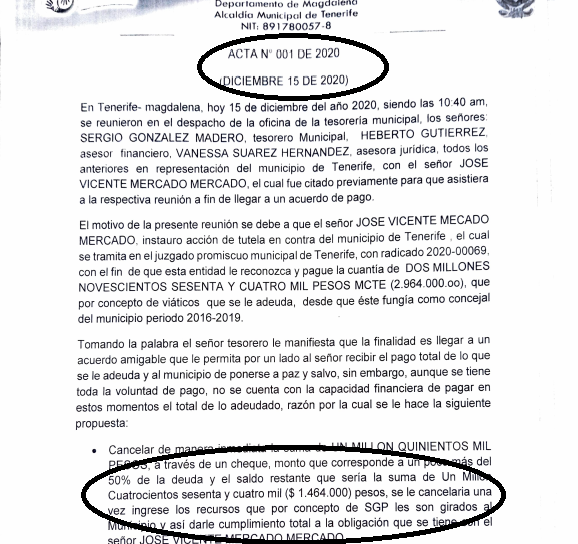 Departamento de Magdalena
Alcaldía Municipal de Tenerife
NIT: 891780057-8
ACTA N° 001 DE 2020
(DICIEMBRE 15 DE 2020)
En Tenerife- magdalena, hoy 15 de diciembre del año 2020, siendo las 10:40 am,
se reunieron en el despacho de la oficina de la tesorería municipal, los señores:
SERGIO GONZALEZ MADERO, tesorero Municipal, HEBERTO GUTIERREZ,
asesor financiero, VANESSA SUAREZ HERNANDEZ, asesora jurídica, todos los
anteriores en representación del municipio de Tenerife, con el señor JOSE
VICENTE MERCADO MERCADO, el cual fue citado previamente para que asistiera
a la respectiva reunión a fin de llegar a un acuerdo de pago.
El motivo de la presente reunión se debe a que el señor JOSE VICENTE MECADO
MERCADO, instauro acción de tutela en contra del municipio de Tenerife , el cual
se tramita en el juzgado promiscuo municipal de Tenerife, con radicado 2020-00069,
con el fin de que esta entidad le reconozca y pague la cuantía de DOS MILLONES
NOVESCIENTOS SESENTA Y CUATRO MIL PESOS MCTE (2.964.000.oo), que
por concepto de viáticos que se le adeuda, desde que éste fungía como concejal
del municipio periodo 2016-2019.
Tomando la palabra el señor tesorero le manifiesta que la finalidad es llegar a un
acuerdo amigable que le permita por un lado al señor recibir el pago total de lo que
se le adeuda y al municipio de ponerse a paz y salvo, sin embargo, aunque se tiene
toda la voluntad de pago, no se cuenta con la capacidad financiera de pagar en
estos momentos el total de lo adeudado, razón por la cual se le hace la siguiente
propuesta:
• Cancelar de manera inmediata la suma de UN MILLON QUINIENTOS MIL
PESOS, a través de un cheque, monto que corresponde a un poco más del
50% de la deuda y el saldo restante que sería la suma de Un Millon
Cuatrocientos sesenta y cuatro mil ($ 1.464.000) pesos, se le cancelaria una
vez ingrese los recursos que por concepto de SGP les son girados al
Municipio y así darle cumplimiento total a la obligación que se tiene con el
señor JOSE VICENTE MERCADO MERCADO